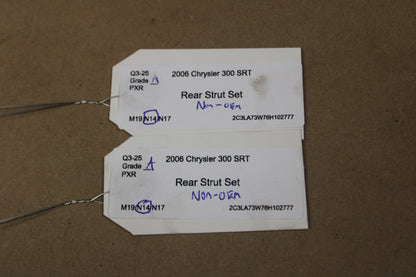 Q3-25
Grade A
PXR
2006 Chrysler 300 SRT
Rear Strut Set
Non-OEM
M19/N14/N17
2C3LA73W76H102777
Q3-25
Grade A
PXR
2006 Chrysler 300 SRT
Rear Strut Set
Non-OEM
M19/N14/N17
2C3LA73W76H102777